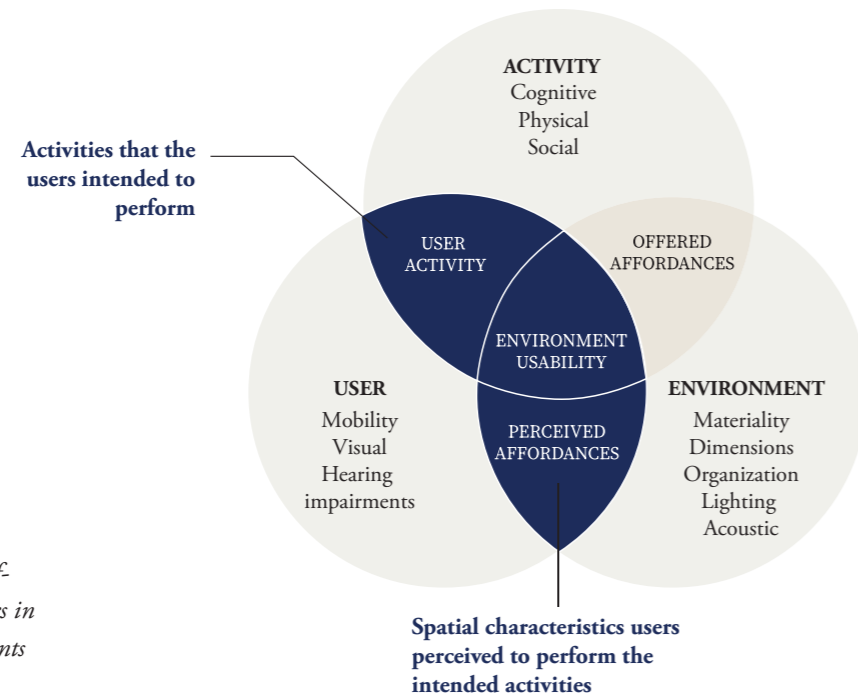 ACTIVITY
Cognitive
Physical
Social
Activities that the
users intended to
perform
USER
ACTIVITY
OFFERED
AFFORDANCES
ENVIRONMENT
USABILITY
USER
Mobility
Visual
Hearing
impairments
ENVIRONMENT
Materiality
Dimensions
Organization
Lighting
Acoustic
PERCEIVED
AFFORDANCES
s in
nts
Spatial characteristics users
perceived to perform the
intended activities